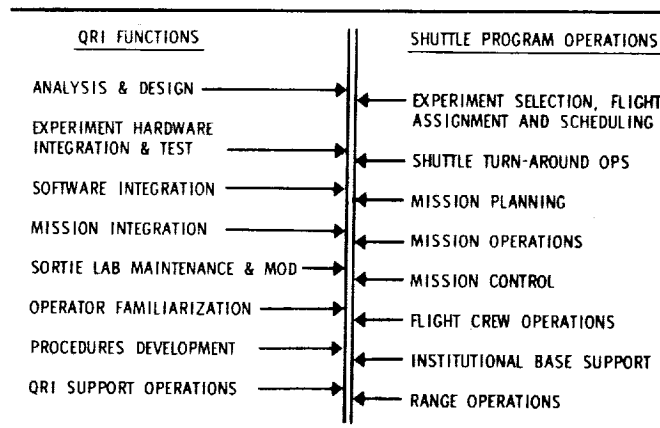 QRI FUNCTIONS
ANALYSIS & DESIGN
EXPERIMENT HARDWARE
INTEGRATION & TEST
SOFTWARE INTEGRATION
MISSION INTEGRATION
SORTIE LAB MAINTENANCE & MOD
OPERATOR FAMILIARIZATION
PROCEDURES DEVELOPMENT
QRI SUPPORT OPERATIONS
SHUTTLE PROGRAM OPERATIONS
EXPERIMENT SELECTION, FLIGHT
ASSIGNMENT AND SCHEDULING
SHUTTLE TURN-AROUND OPS
MISSION PLANNING
MISSION OPERATIONS
MISSION CONTROL
FLIGHT CREW OPERATIONS
INSTITUTIONAL BASE SUPPORT
RANGE OPERATIONS